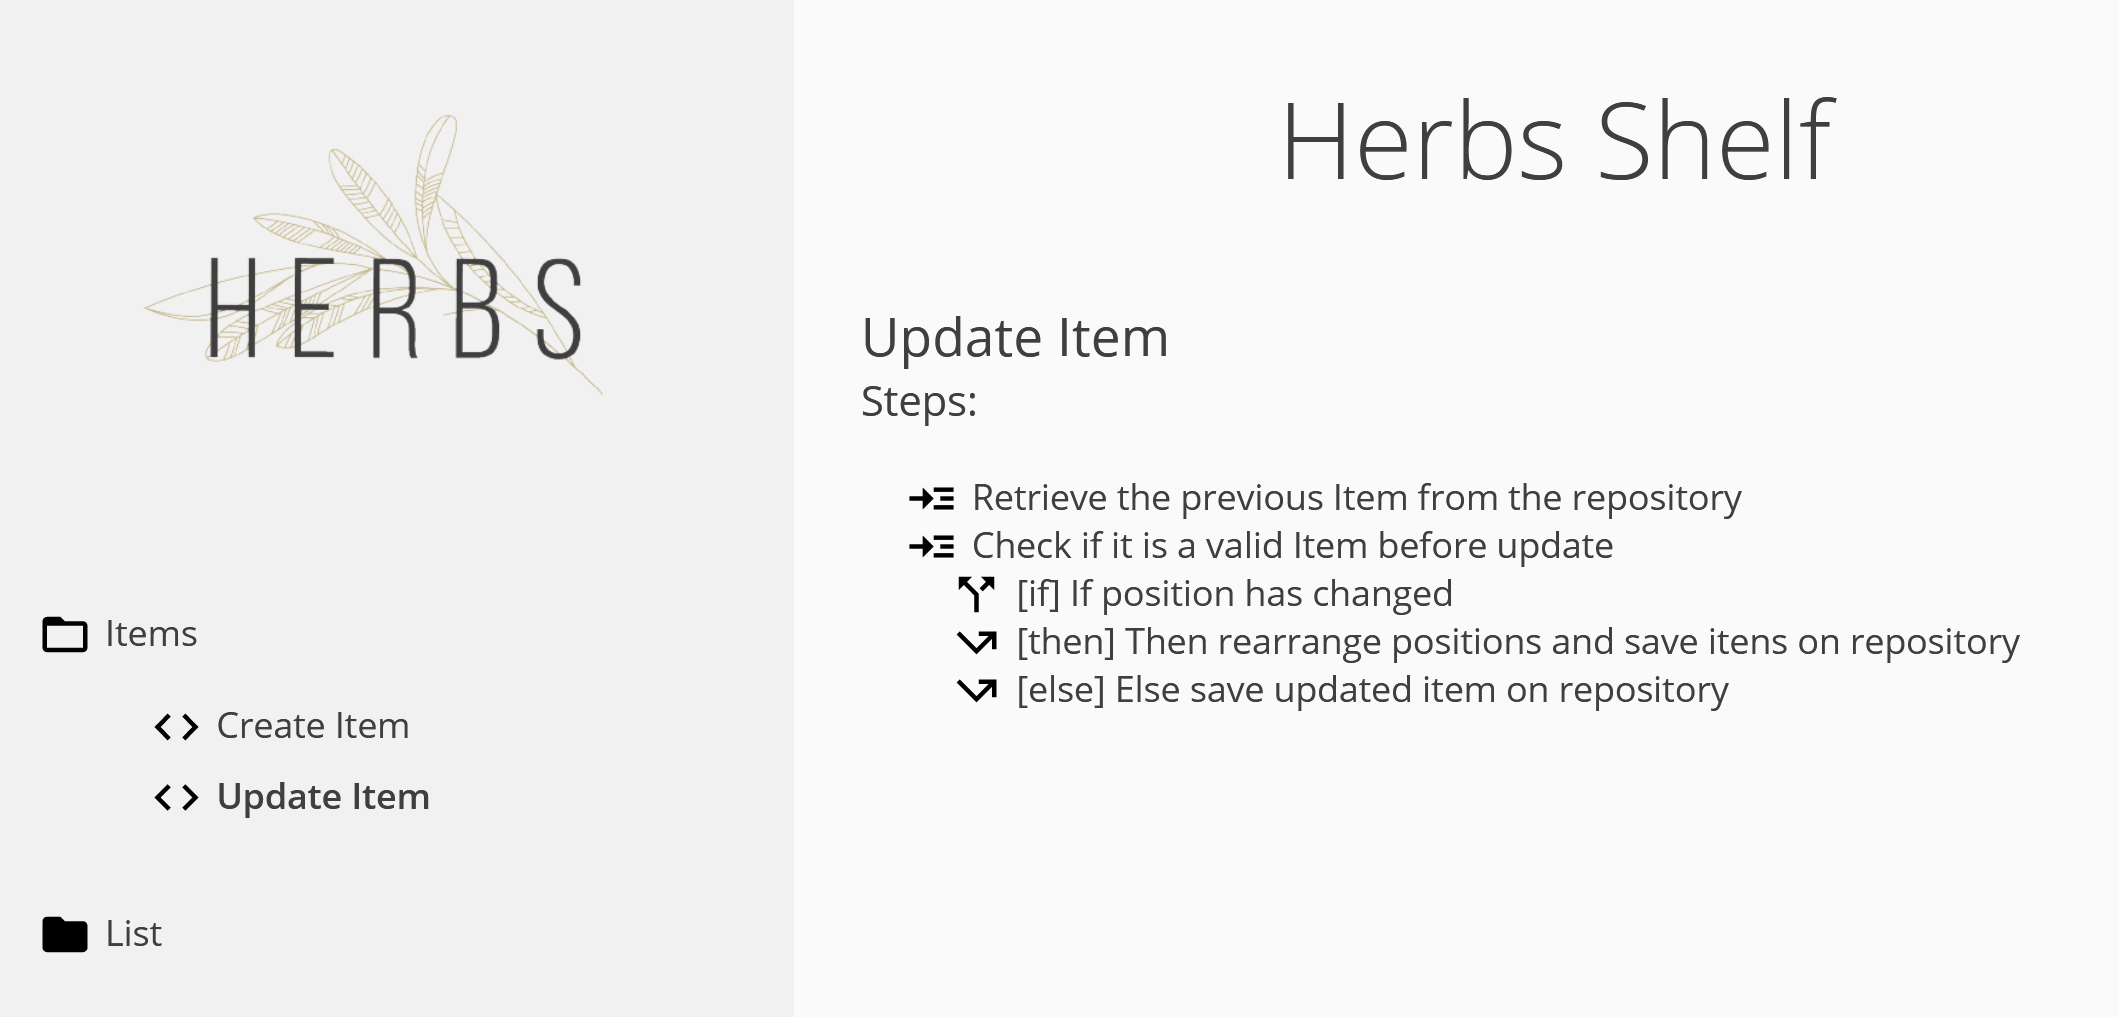 HERBS
Items
Create Item
Update Item
List
Herbs Shelf
Update Item
Steps:
Retrieve the previous Item from the repository
Check if it is a valid Item before update
[if] If position has changed
[then] Then rearrange positions and save itens on repository
[else] Else save updated item on repository